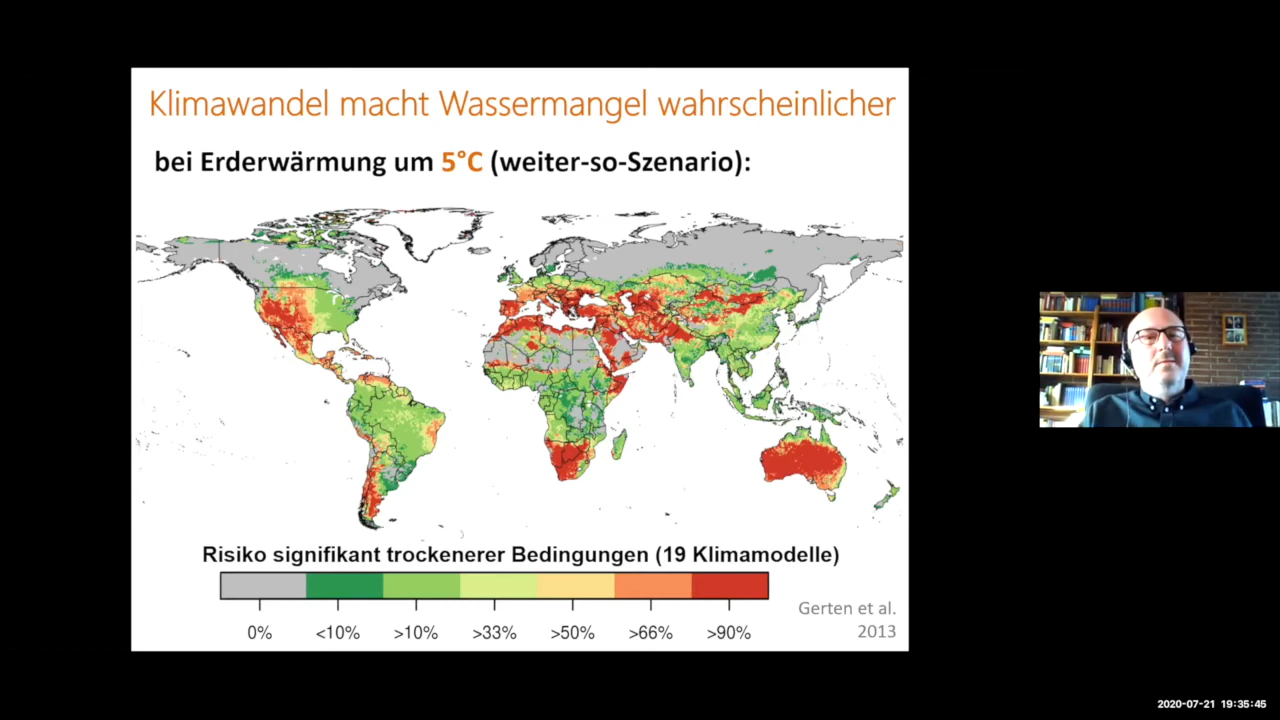 Klimawandel macht Wassermangel wahrscheinlicher
bei Erderwärmung um 5°C (weiter-so-Szenario):
Risiko signifikant trockenerer Bedingungen (19 Klimamodelle)
0% <10% >10% >33% >50% >66% >90%
Gerten et al.
2013
2020-07-21 19:35:45